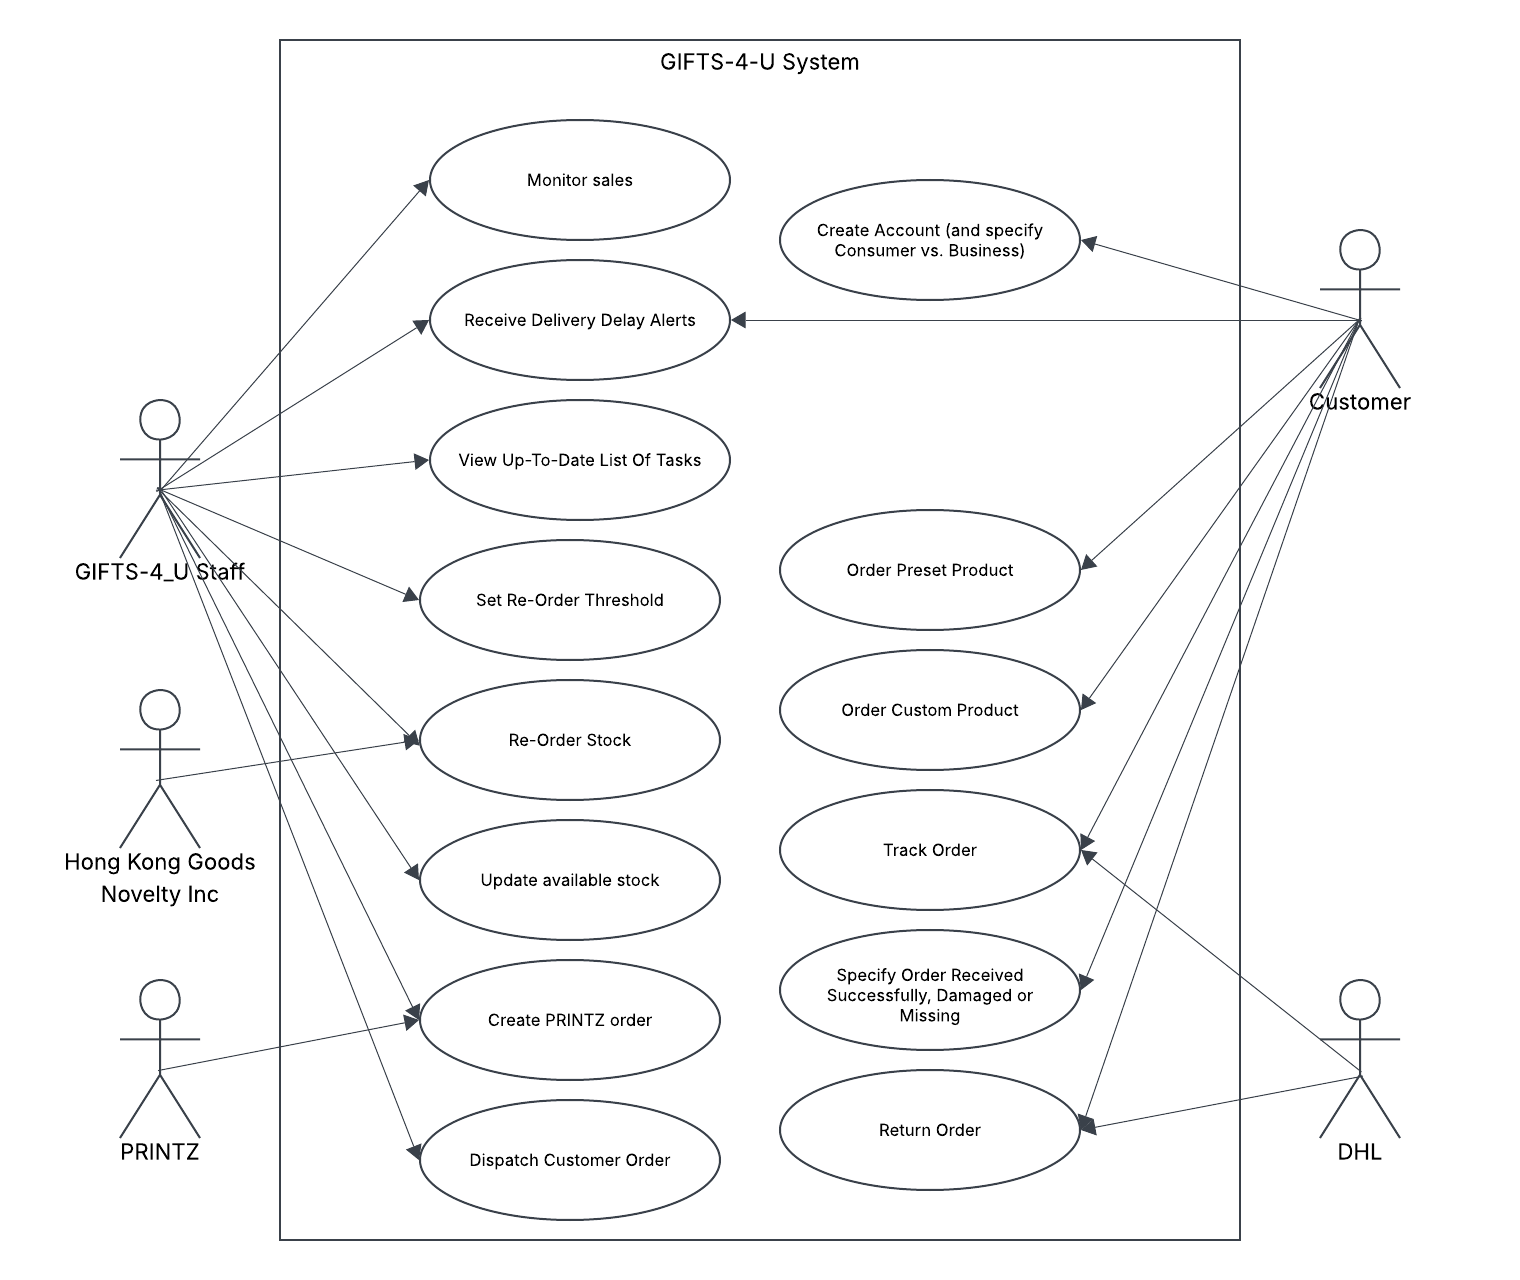 GIFTS-4-U System
Monitor sales
Create Account (and specify
Consumer vs. Business)
Receive Delivery Delay Alerts
Customer
View Up-To-Date List Of Tasks
GIFTS-4_U Staff
Order Preset Product
Set Re-Order Threshold
Order Custom Product
Re-Order Stock
Hong Kong Goods
Novelty Inc
Track Order
Update available stock
Specify Order Received
Successfully, Damaged or
Missing
Create PRINTZ order
PRINTZ
Return Order
DHL
Dispatch Customer Order